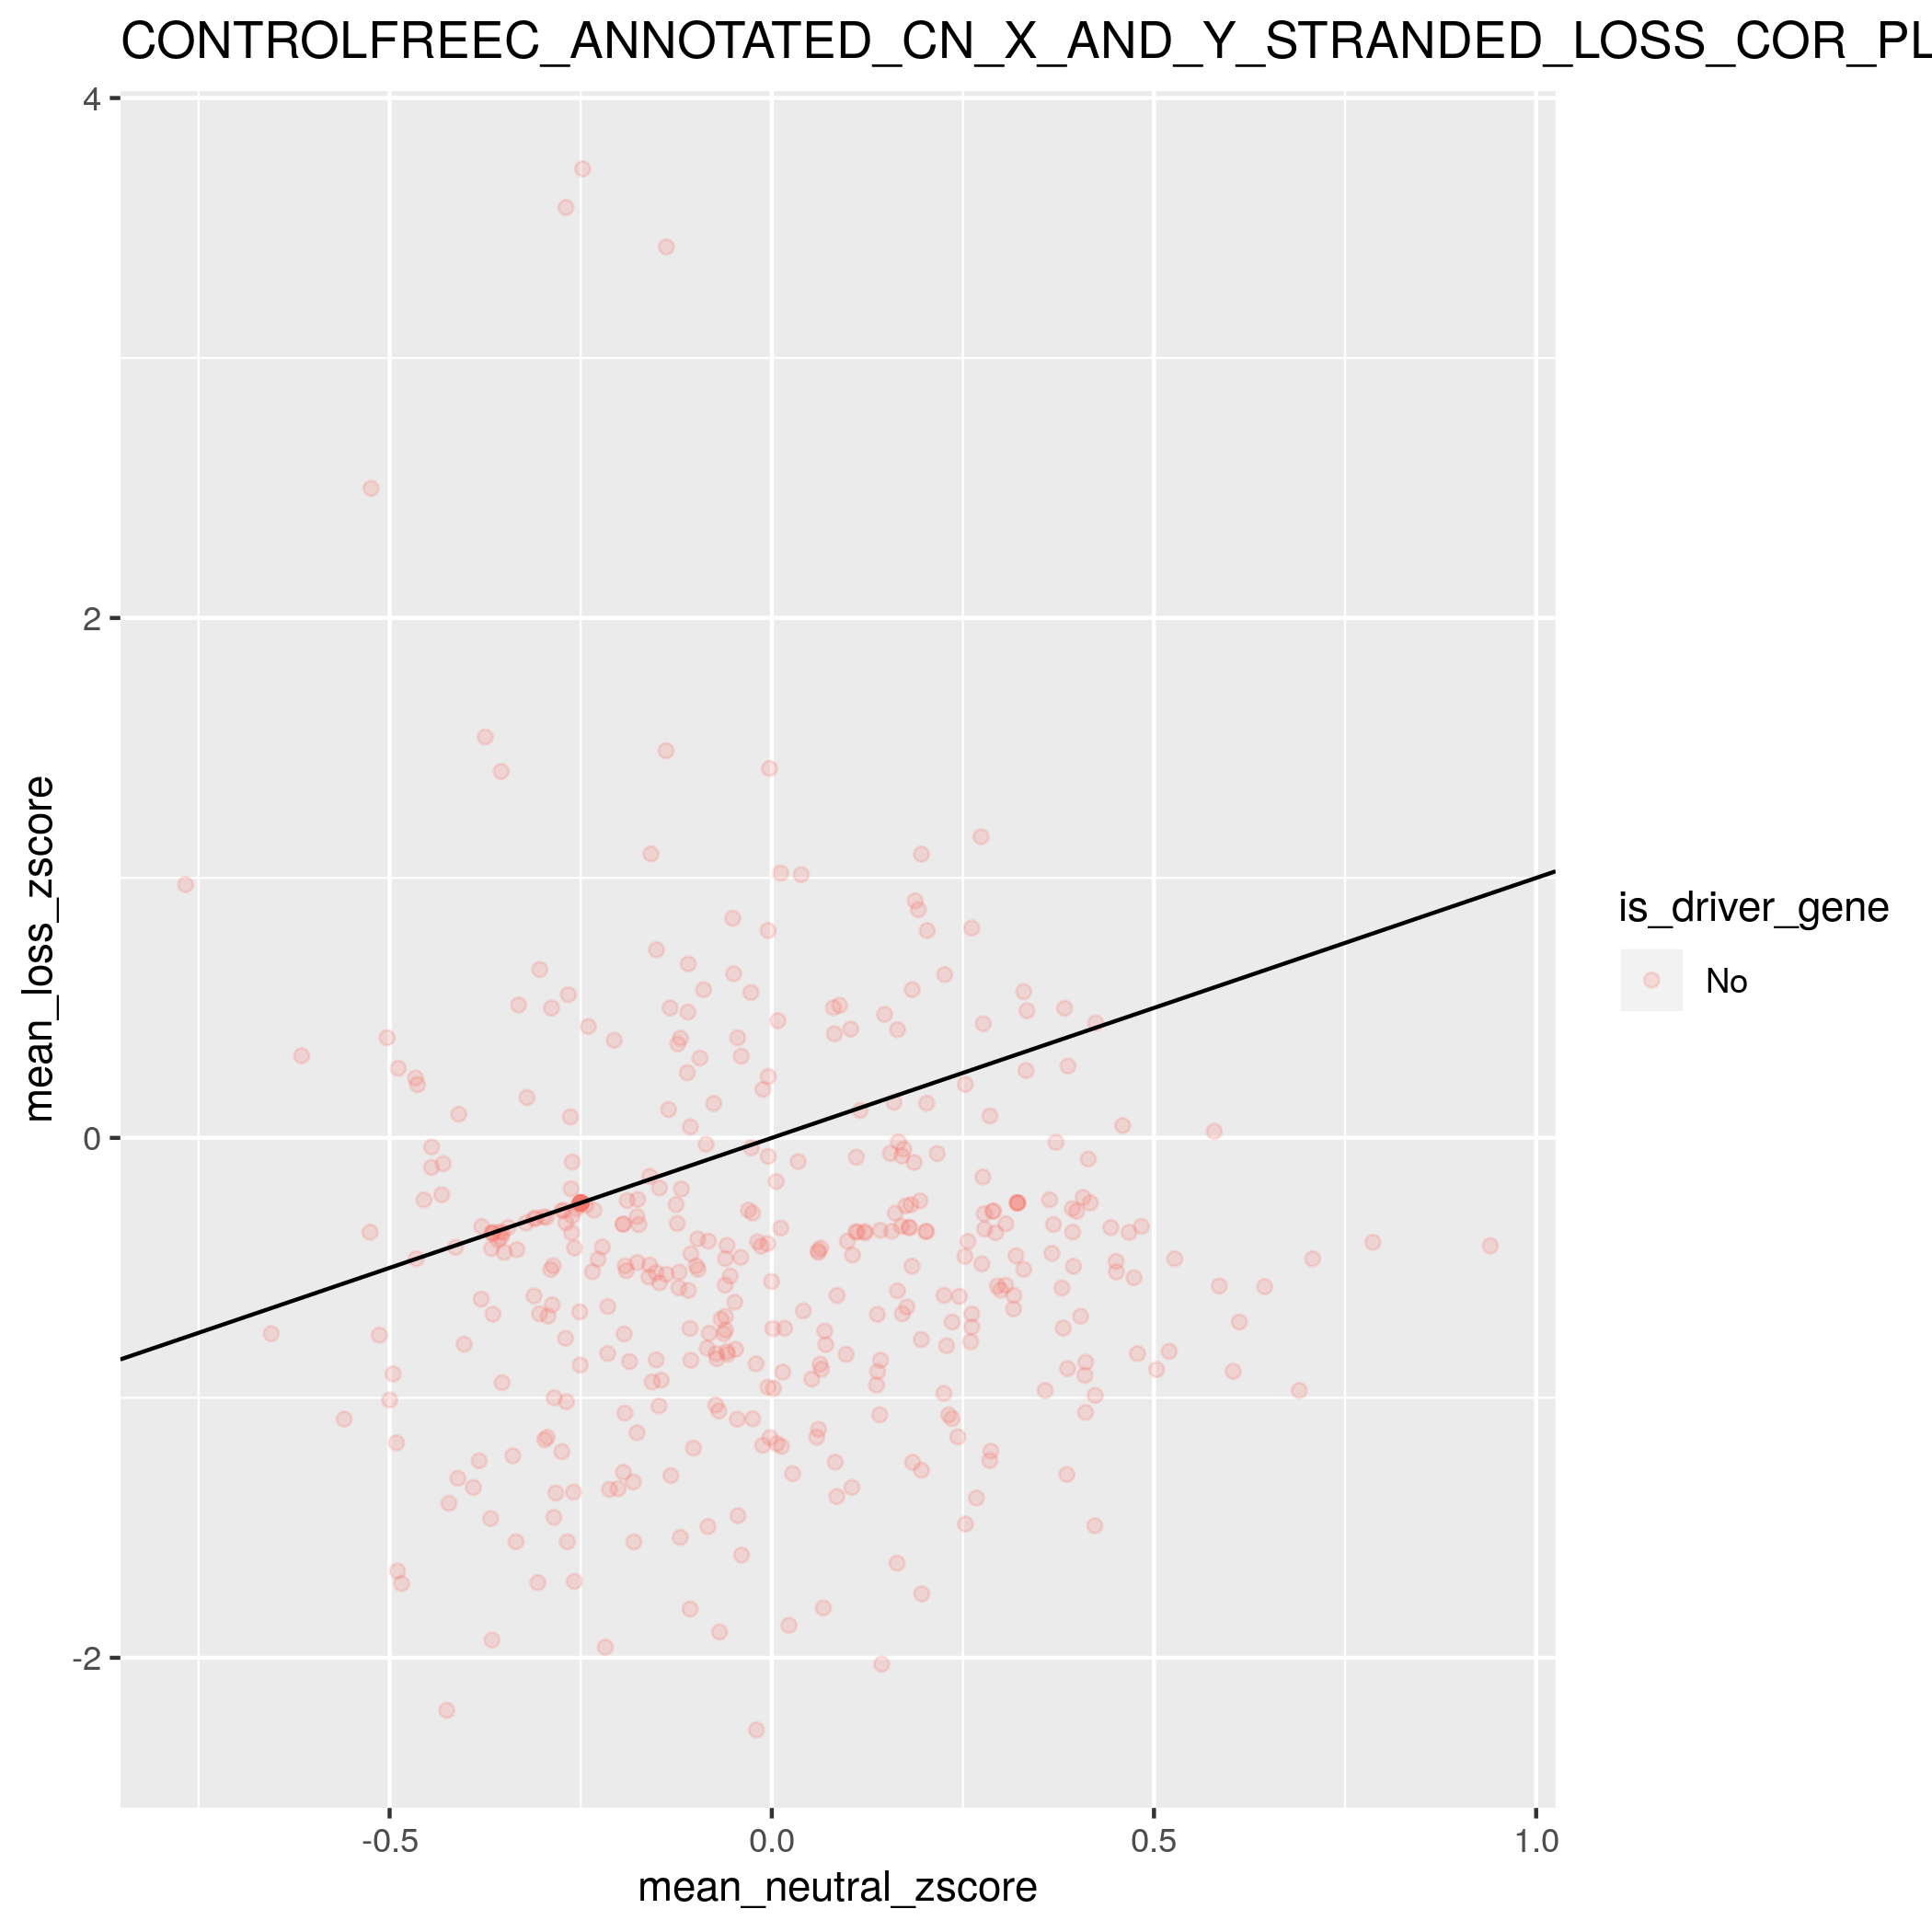 CONTROLFREEC_ANNOTATED_CN_X_AND_Y_STRANDED_LOSS_COR_PL
4
2
0
-2
mean_loss_zscore
-0.5
0.0
0.5
1.0
mean_neutral_zscore
is_driver_gene
No